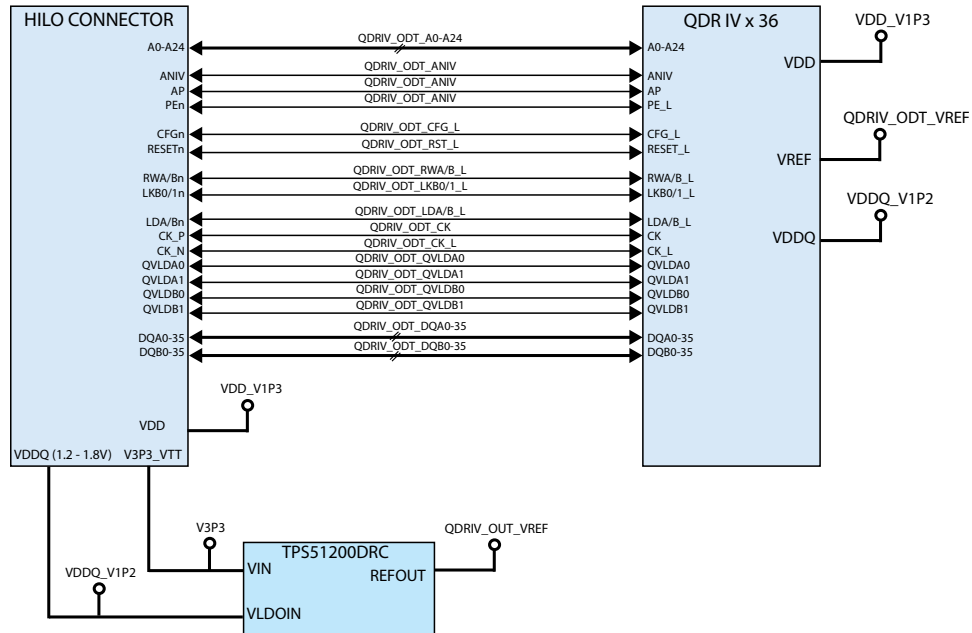 HILO CONNECTOR
QDR IV x 36
VDD_V1P3
A0-A24
QDRIV_ODT_A0-A24
A0-A24
VDD
ANIV
QDRIV_ODT_ANIV
ANIV
AP
QDRIV_ODT_ANIV
AP
PEn
QDRIV_ODT_ANIV
PE_L
QDRIV_ODT_VREF
CFGn
QDRIV_ODT_CFG_L
CFG_L
RESETn
QDRIV_ODT_RST_L
RESET_L
VREF
RWA/Bn
QDRIV_ODT_RWA/B_L
RWA/B_L
LKB0/1n
QDRIV_ODT_LKB0/1_L
LKB0/1_L
VDDQ_V1P2
LDA/Bn
QDRIV_ODT_LDA/B_L
LDA/B_L
CK_P
QDRIV_ODT_CK
CK
VDDQ
CK_N
QDRIV_ODT_CK_L
CK_L
QVLDA0
QDRIV_ODT_QVLDA0
QVLDA0
QVLDA1
QDRIV_ODT_QVLDA1
QVLDA1
QVLDB0
QDRIV_ODT_QVLDB0
QVLDB0
QVLDB1
QDRIV_ODT_QVLDB1
QVLDB1
DQA0-35
QDRIV_ODT_DQA0-35
DQA0-35
DQB0-35
QDRIV_ODT_DQB0-35
DQB0-35
VDD_V1P3
VDD
VDDQ (1.2 - 1.8V)
V3P3_VTT
V3P3
QDRIV_OUT_VREF
TPS51200DRC
VIN
REFOUT
VDDQ_V1P2
VLDOIN